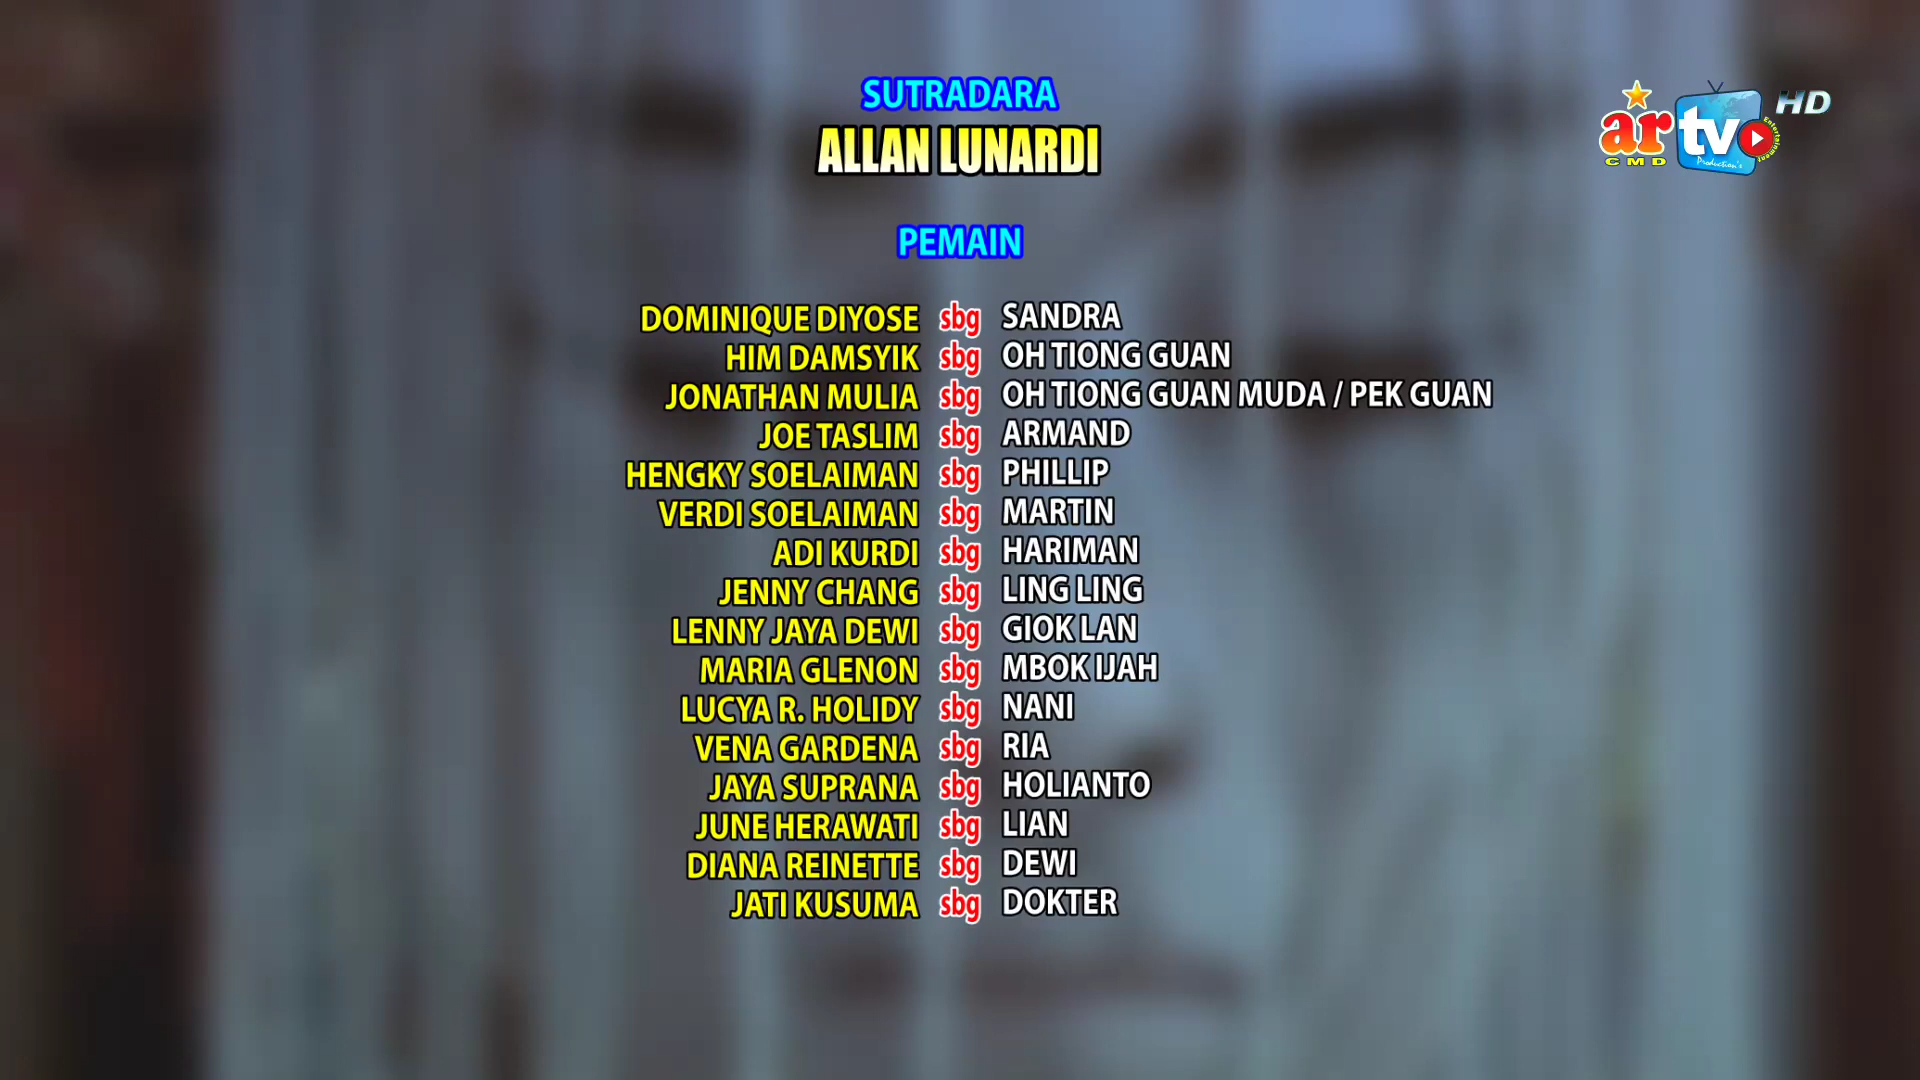 SUTRADARA
ALLAN LUNARDI
ar tv HD
CMD Production's Entertainment
PEMAIN
DOMINIQUE DIYOSE sbg SANDRA
HIM DAMSYIK sbg OH TIONG GUAN
JONATHAN MULIA sbg OH TIONG GUAN MUDA / PEK GUAN
JOE TASLIM sbg ARMAND
HENGKY SOELAIMAN sbg PHILLIP
VERDI SOELAIMAN sbg MARTIN
ADI KURDI sbg HARIMAN
JENNY CHANG sbg LING LING
LENNY JAYA DEWI sbg GIOK LAN
MARIA GLENON sbg MBOK IJAH
LUCYA R. HOLIDY sbg NANI
VENA GARDENA sbg RIA
JAYA SUPRANA sbg HOLIANTO
JUNE HERAWATI sbg LIAN
DIANA REINETTE sbg DEWI
JATI KUSUMA sbg DOKTER